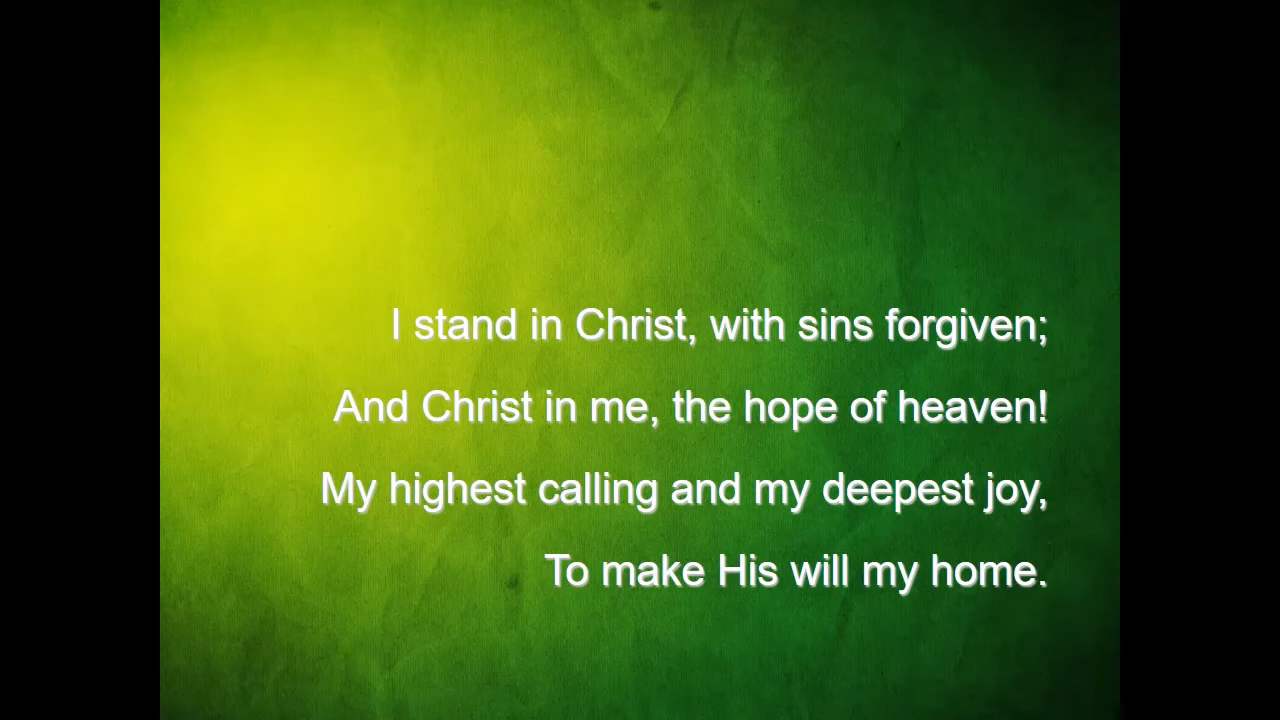 I stand in Christ, with sins forgiven;
And Christ in me, the hope of heaven!
My highest calling and my deepest joy,
To make His will my home.